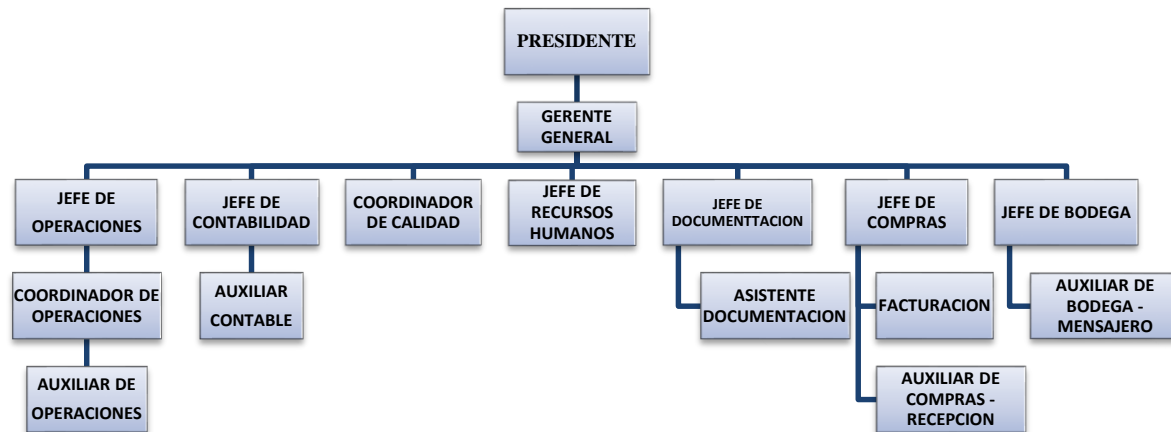 PRESIDENTE
GERENTE
GENERAL
JEFE DE
OPERACIONES
JEFE DE
CONTABILIDAD
COORDINADOR
DE CALIDAD
JEFE DE
RECURSOS
HUMANOS
JEFE DE
DOCUMENTTACION
JEFE DE
COMPRAS
JEFE DE BODEGA
COORDINADOR DE
OPERACIONES
AUXILIAR
CONTABLE
ASISTENTE
DOCUMENTACION
FACTURACION
AUXILIAR DE
BODEGA -
MENSAJERO
AUXILIAR DE
OPERACIONES
AUXILIAR DE
COMPRAS -
RECEPCION